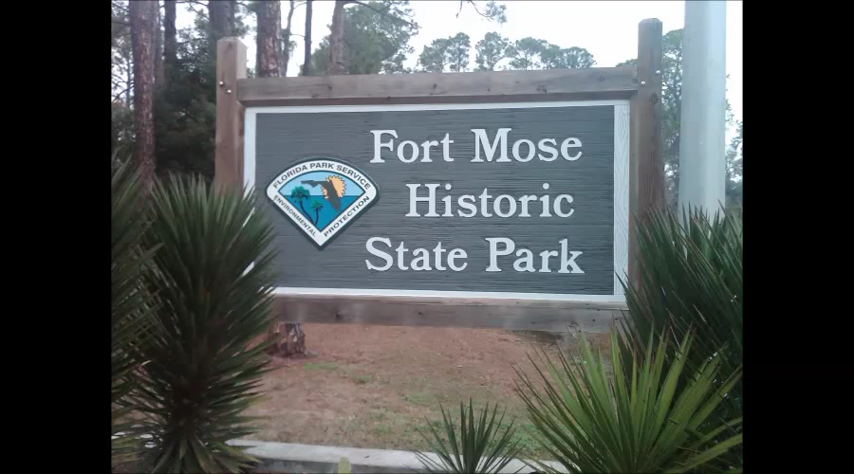 Fort Mose
Historic
State Park
FLORIDA PARK SERVICE
ENVIRONMENTAL
PROTECTION